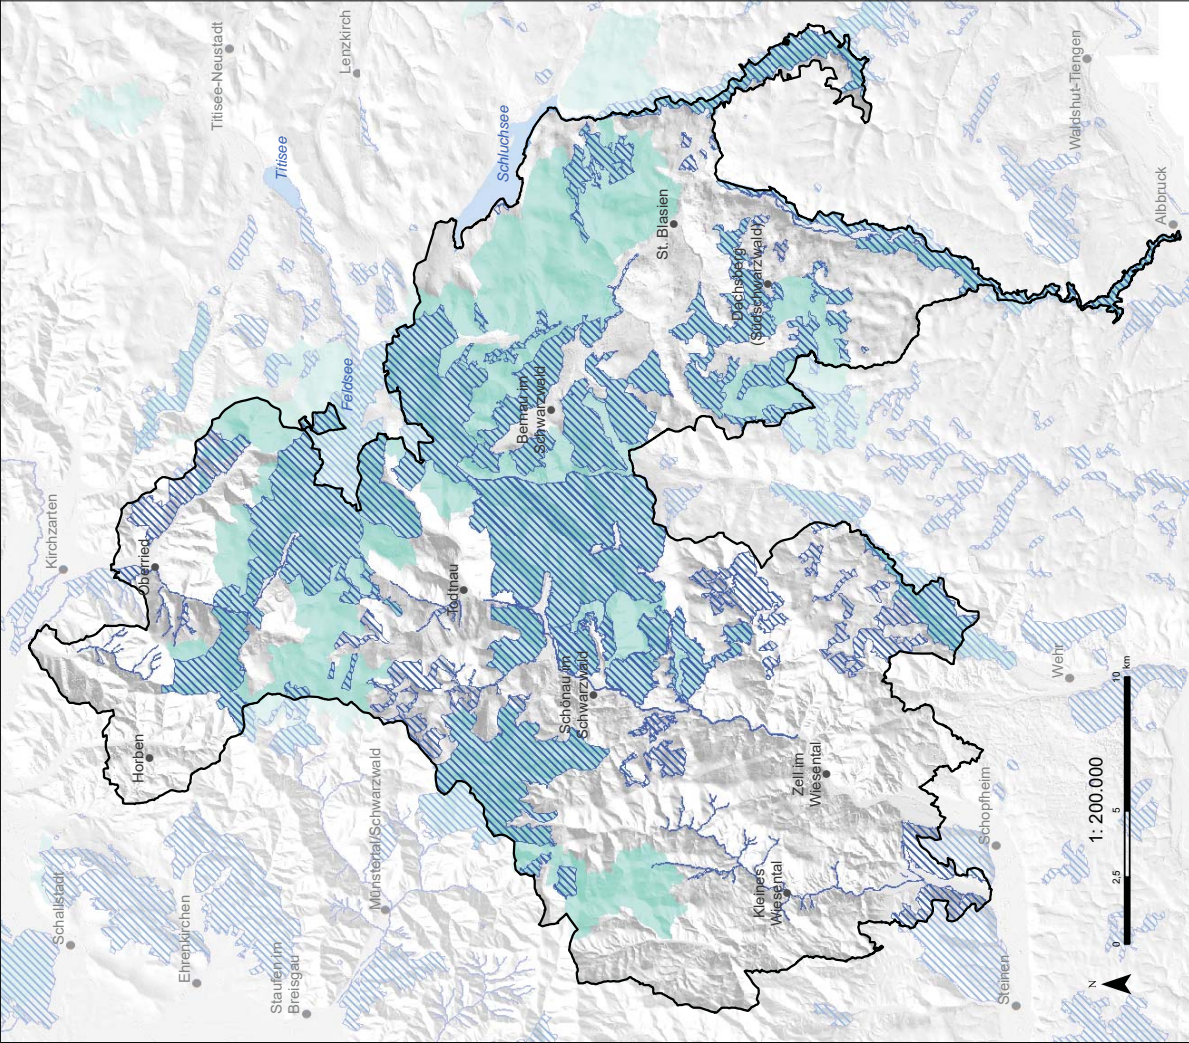 Titisee-Neustadt
Lenzkirch
Titisee
Schluchsee
Feldsee
Kirchzarten
Oberried
Horben
Schallstadt
Ehrenkirchen
Staufen im
Breisgau
Münstertal/Schwarzwald
Todtnau
Bernau im
Schwarzwald
St. Blasien
Dachsberg
(Südschwarzwald)
Waldshut-Tiengen
Albbruck
Schönau im
Schwarzwald
Zell im
Wiesental
Kleines
Wiesental
Wehr
Schopfheim
Steinen
1: 200.000
0
2,5
5
10
km
N